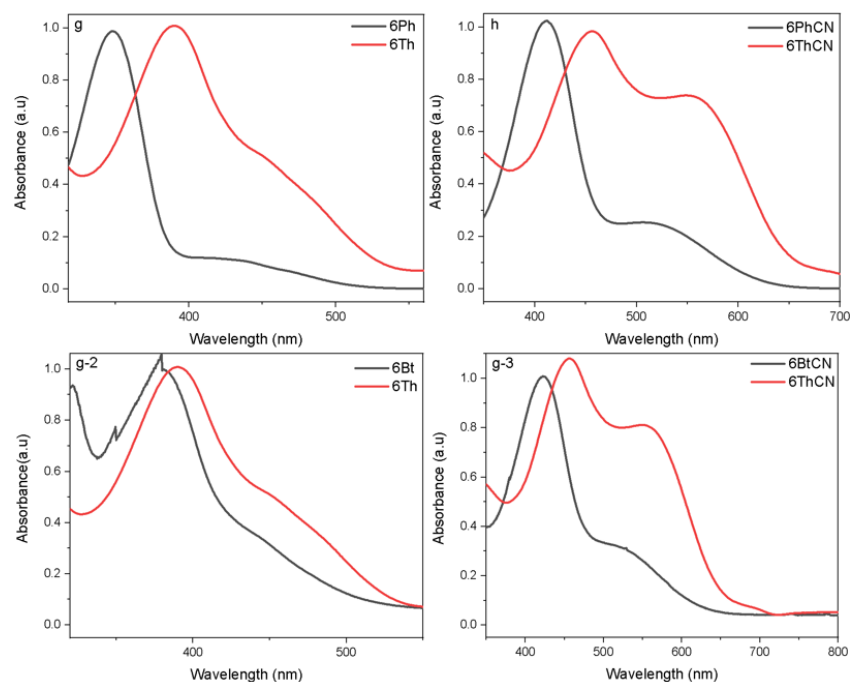 g
6Ph
6Th
1.0
0.8
0.6
0.4
0.2
0.0
Absorbance (a.u)
400
500
Wavelength (nm)
h
6PhCN
6ThCN
1.0
0.8
0.6
0.4
0.2
0.0
Absorbance (a.u)
400
500
600
700
Wavelength (nm)
g-2
6Bt
6Th
1.0
0.8
0.6
0.4
0.2
0.0
Absorbance(a.u)
400
500
Wavelength (nm)
g-3
6BtCN
6ThCN
1.0
0.8
0.6
0.4
0.2
0.0
Absorbance (a.u)
400
500
600
700
800
Wavelength (nm)